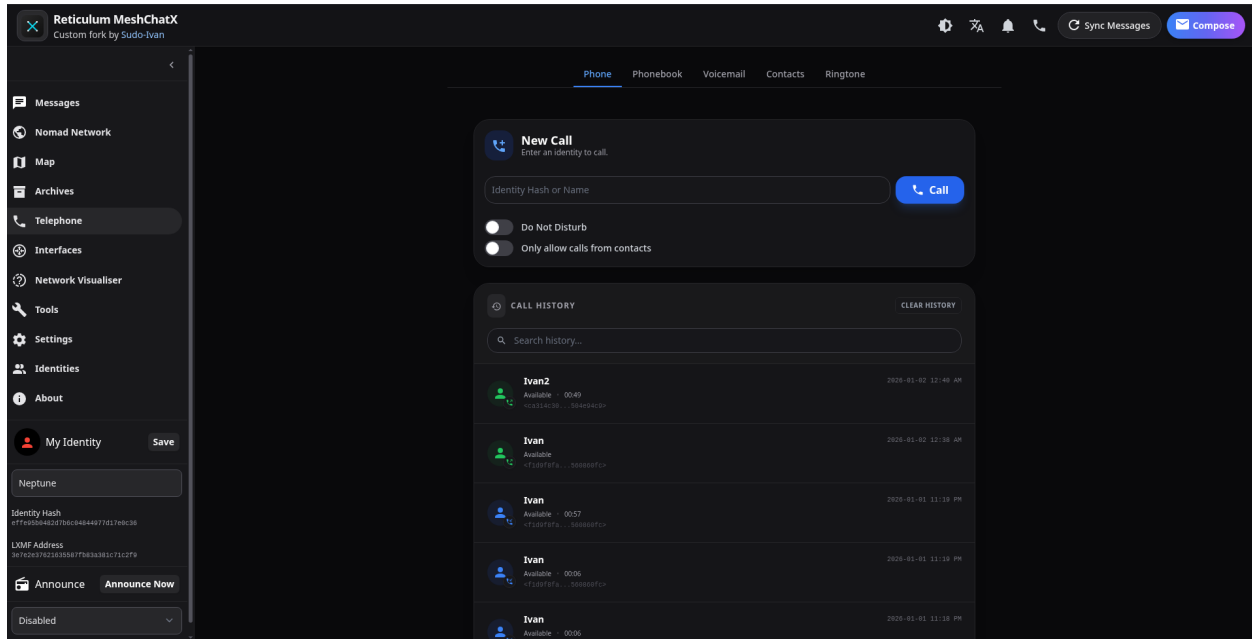 Reticulum MeshChatX
Custom fork by Sudo-Ivan
Sync Messages
Compose
Messages
Nomad Network
Map
Archives
Telephone
Interfaces
Network Visualiser
Tools
Settings
Identities
About
My Identity
Save
Neptune
Identity Hash
LXMF Address
Announce
Announce Now
Disabled
Phone
Phonebook
Voicemail
Contacts
Ringtone
New Call
Enter an identity to call.
Identity Hash or Name
Call
Do Not Disturb
Only allow calls from contacts
CALL HISTORY
CLEAR HISTORY
Search history...
Ivan2
2026-01-02 12:40 AM
Available · 00:49
Ivan
2026-01-02 12:38 AM
Available
Ivan
2026-01-01 11:19 PM
Available · 00:57
Ivan
2026-01-01 11:19 PM
Available · 00:06
Ivan
2026-01-01 11:18 PM
Available · 00:06